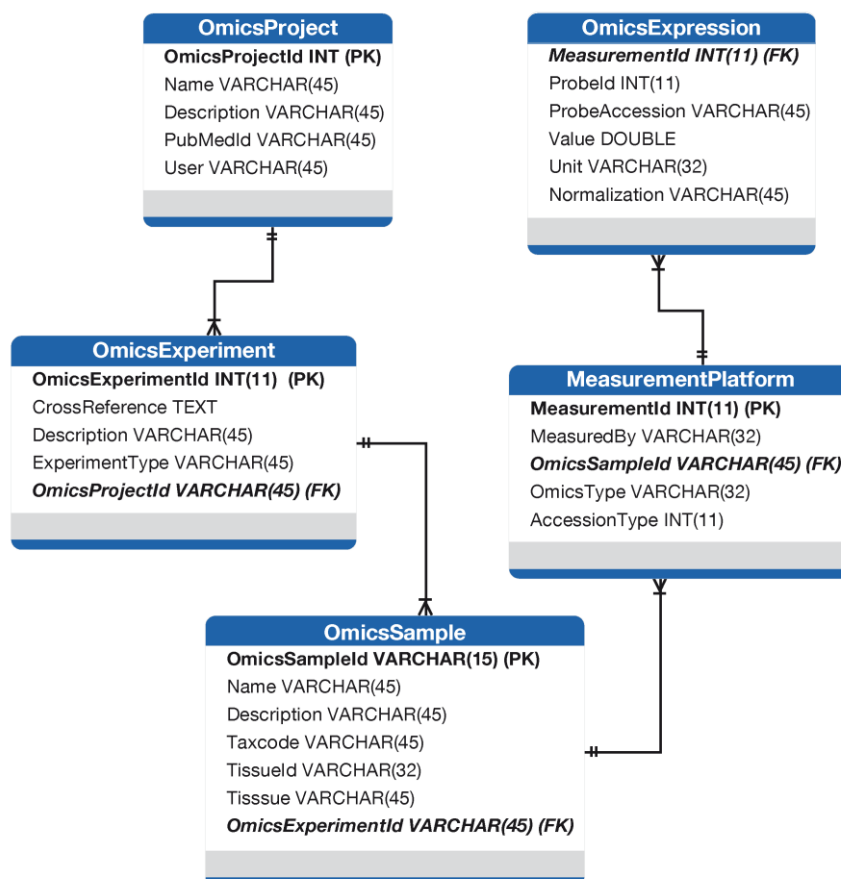 OmicsProject
OmicsProjectId INT (PK)
Name VARCHAR(45)
Description VARCHAR(45)
PubMedId VARCHAR(45)
User VARCHAR(45)
OmicsExpression
MeasurementId INT(11) (FK)
ProbeId INT(11)
ProbeAccession VARCHAR(45)
Value DOUBLE
Unit VARCHAR(32)
Normalization VARCHAR(45)
OmicsExperiment
OmicsExperimentId INT(11) (PK)
CrossReference TEXT
Description VARCHAR(45)
ExperimentType VARCHAR(45)
OmicsProjectId VARCHAR(45) (FK)
MeasurementPlatform
MeasurementId INT(11) (PK)
MeasuredBy VARCHAR(32)
OmicsSampleId VARCHAR(45) (FK)
OmicsType VARCHAR(32)
AccessionType INT(11)
OmicsSample
OmicsSampleId VARCHAR(15) (PK)
Name VARCHAR(45)
Description VARCHAR(45)
Taxcode VARCHAR(45)
TissueId VARCHAR(32)
Tisssue VARCHAR(45)
OmicsExperimentId VARCHAR(45) (FK)